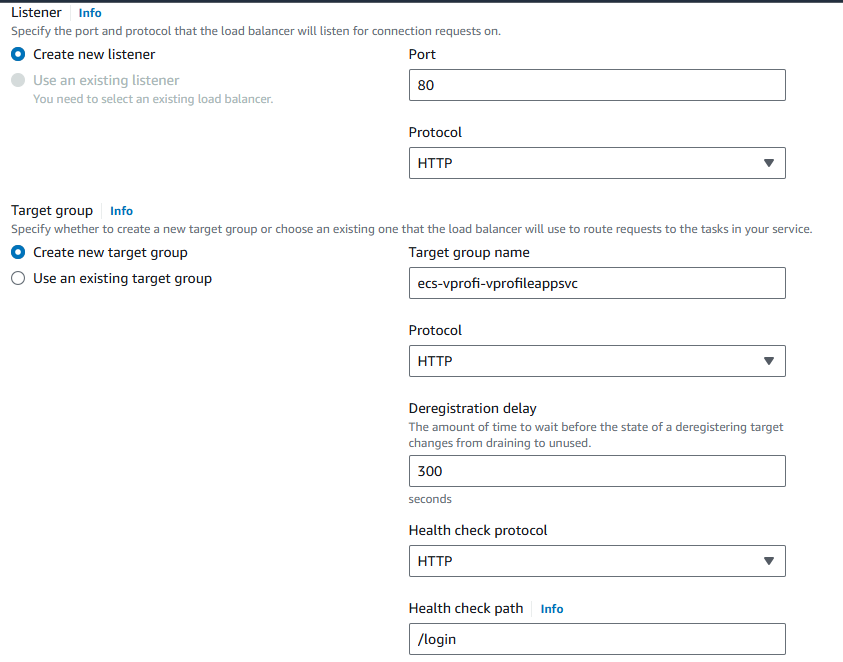 Listener Info
Specify the port and protocol that the load balancer will listen for connection requests on.
Create new listener
Use an existing listener
You need to select an existing load balancer.
Port
80
Protocol
HTTP
Target group Info
Specify whether to create a new target group or choose an existing one that the load balancer will use to route requests to the tasks in your service.
Create new target group
Use an existing target group
Target group name
ecs-vprofi-vprofileappsvc
Protocol
HTTP
Deregistration delay
The amount of time to wait before the state of a deregistering target
changes from draining to unused.
300
seconds
Health check protocol
HTTP
Health check path Info
/login